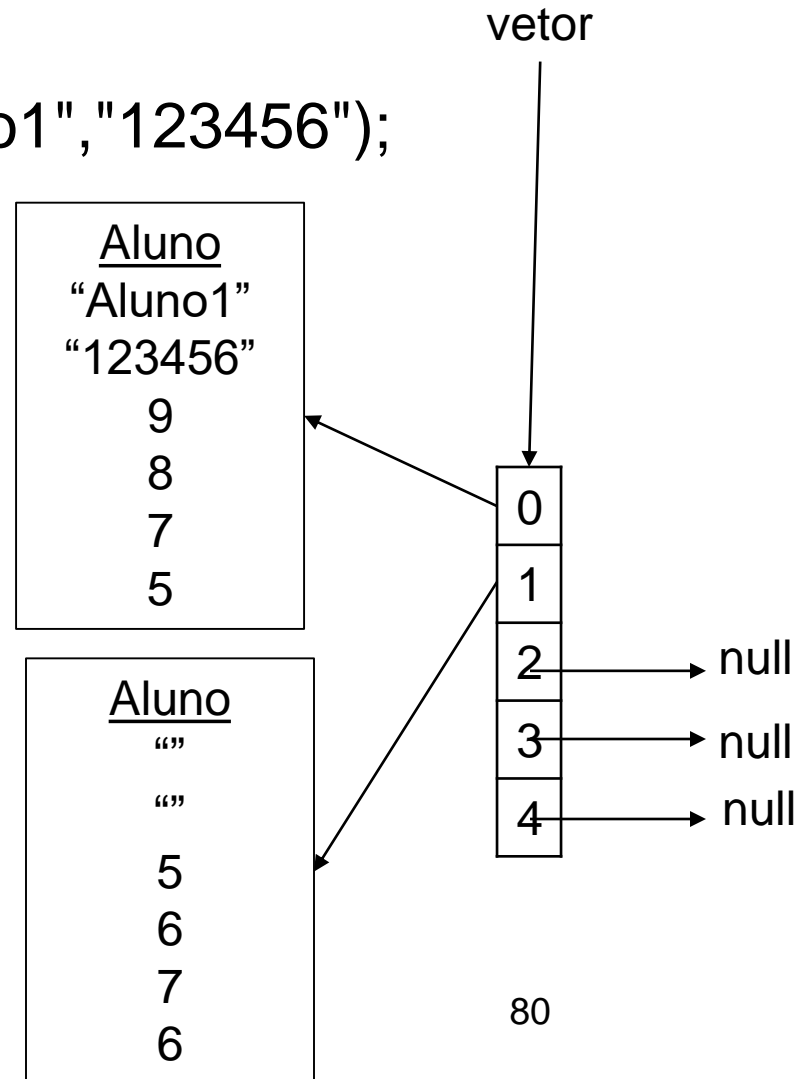 vetor
o1","123456");
Aluno
“Aluno1”
“123456”
9
8
7
5
0
1
2
null
3
null
4
null
Aluno
“”
“”
5
6
7
6
80